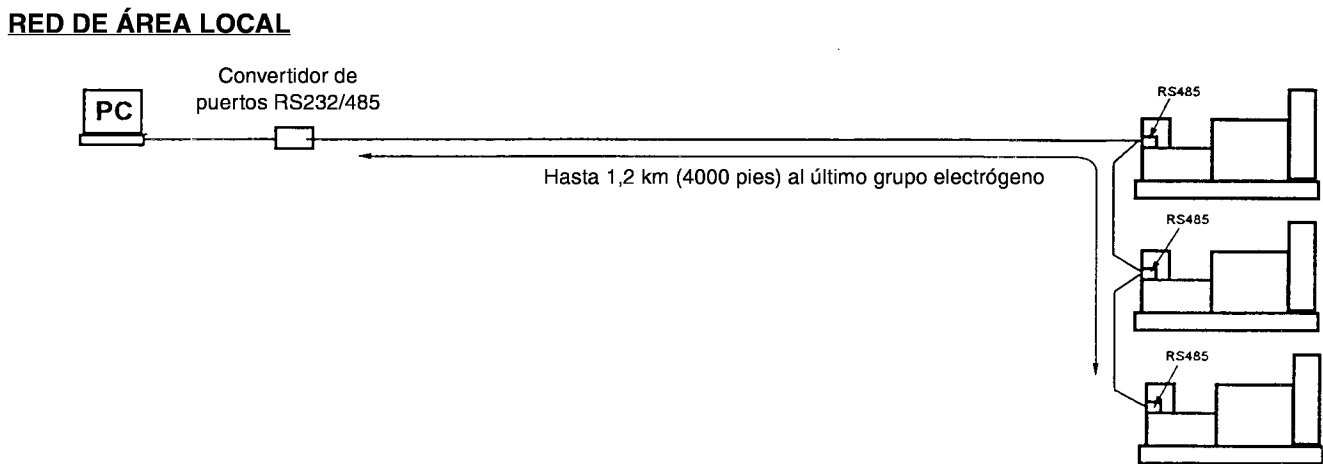 RED DE ÁREA LOCAL
Convertidor de
puertos RS232/485
PC
RS485
Hasta 1,2 km (4000 pies) al último grupo electrógeno
RS485
RS485